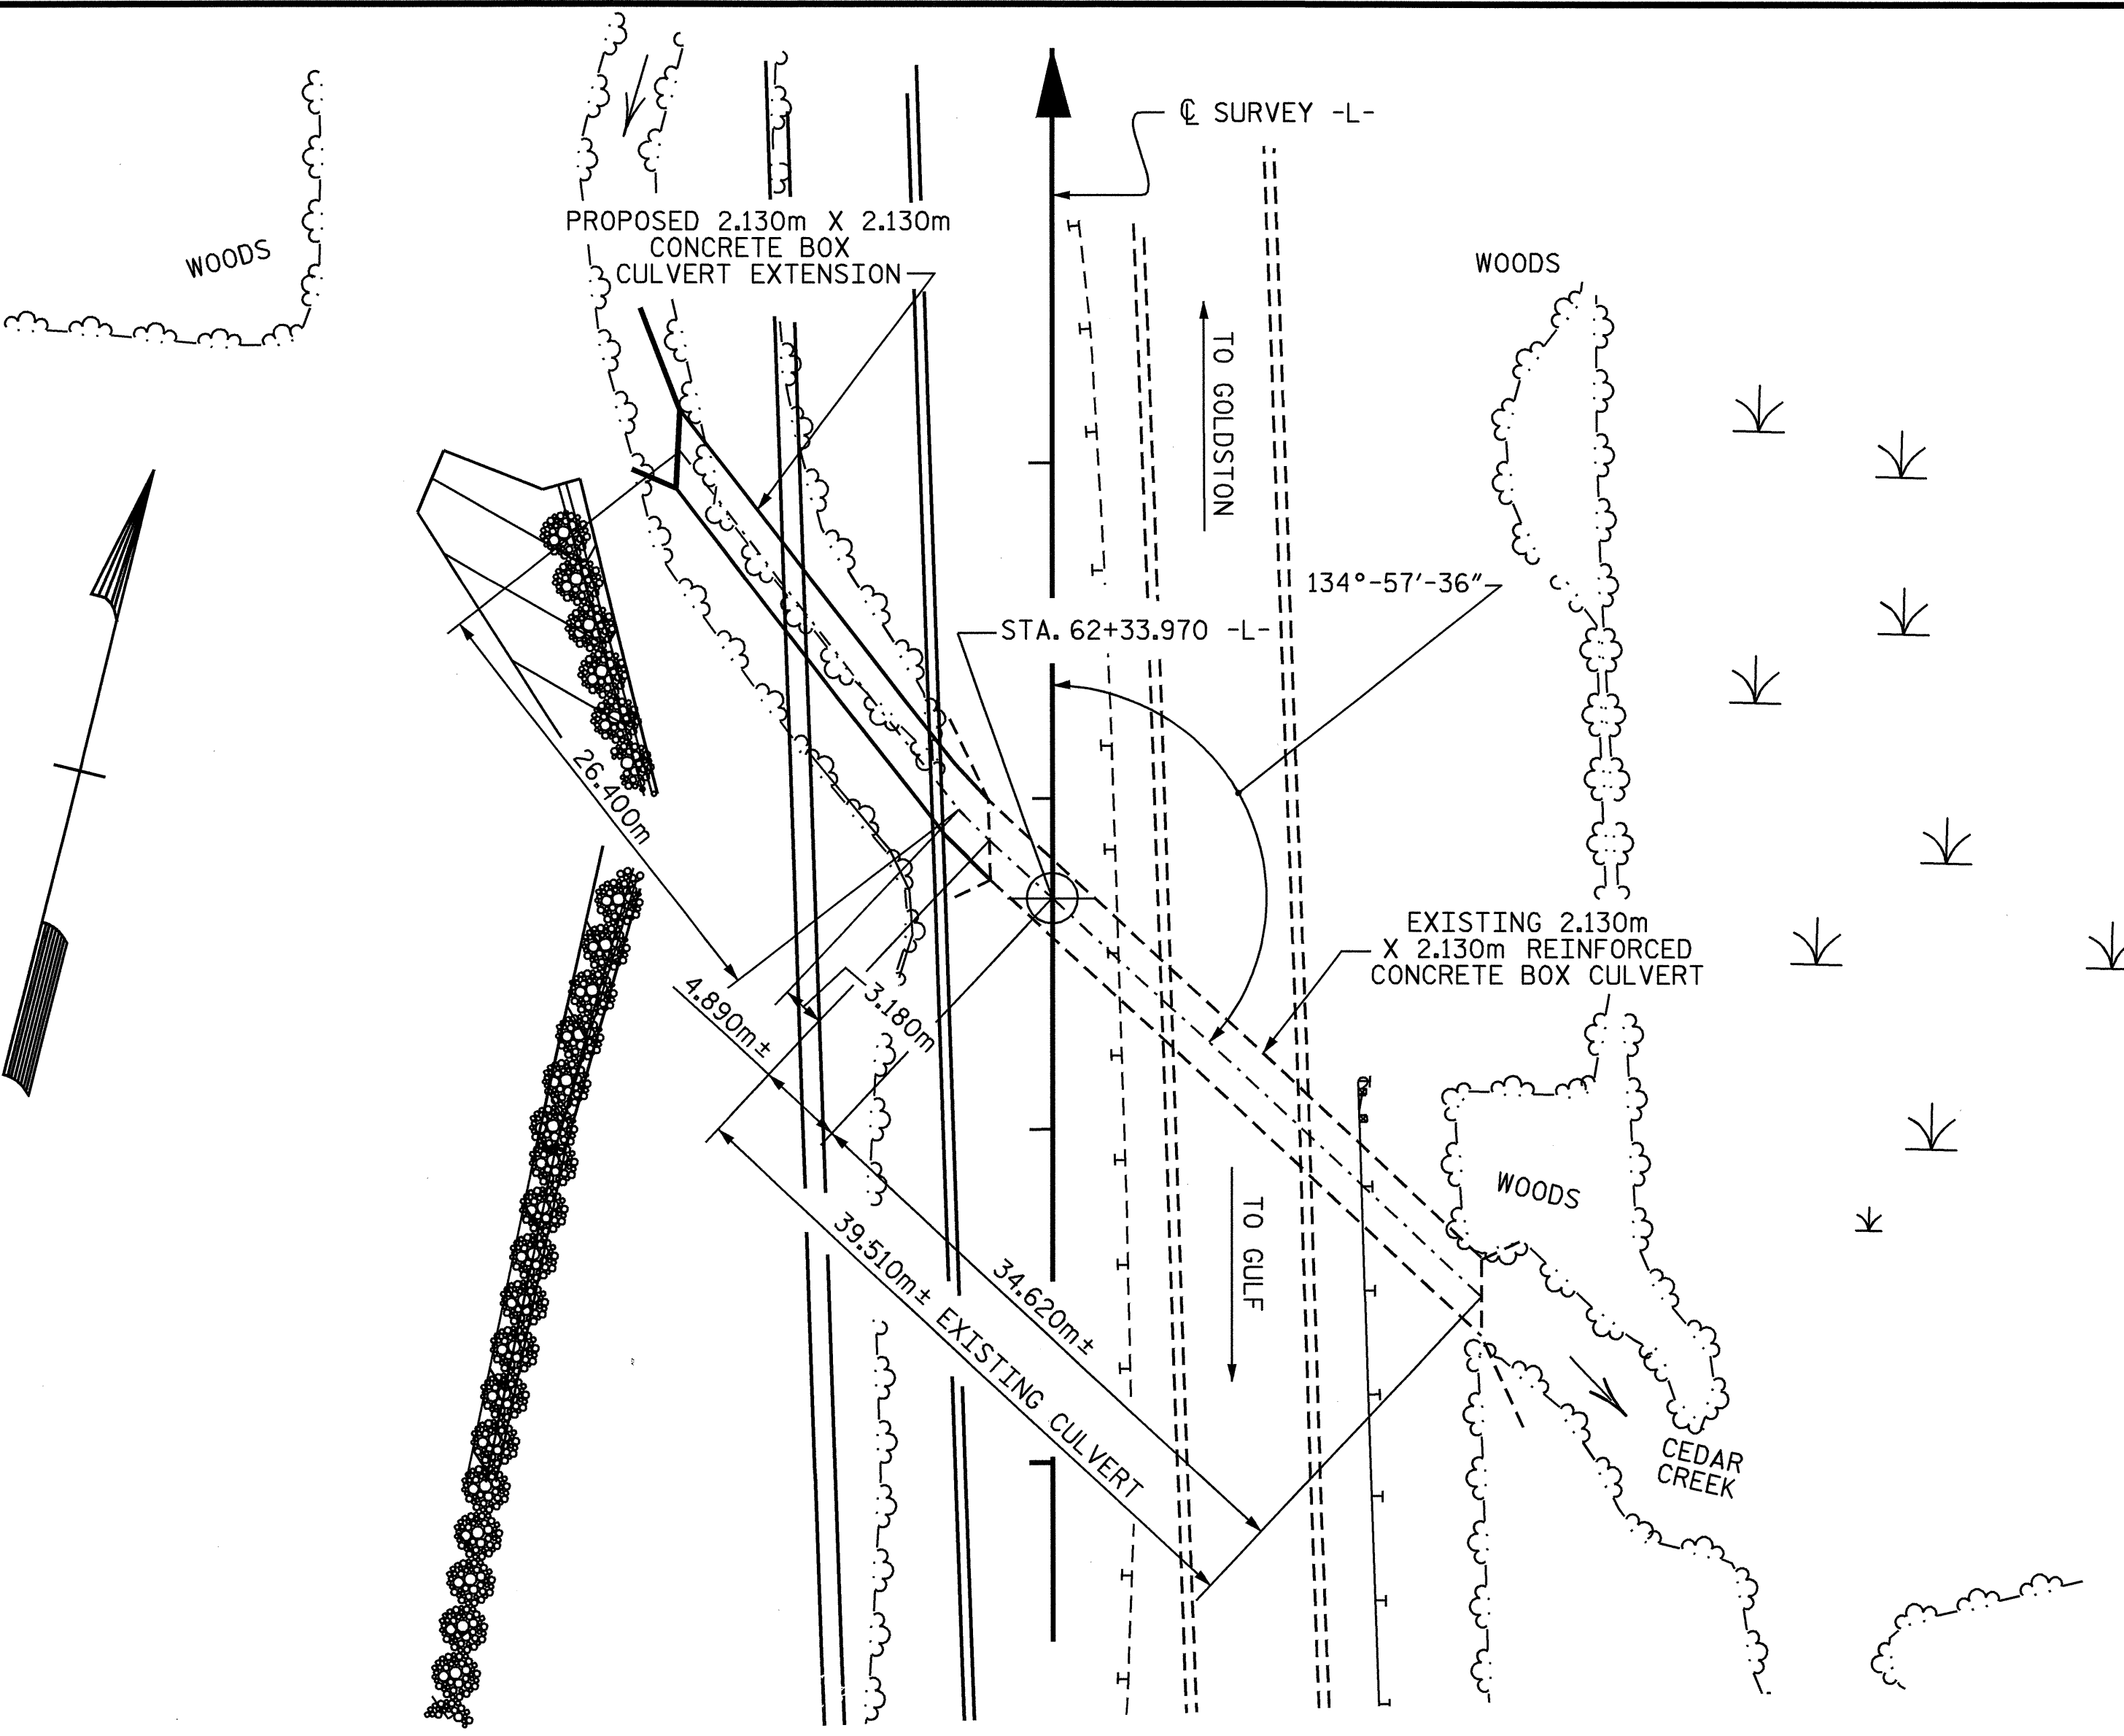 ℄ SURVEY -L-
PROPOSED 2.130m X 2.130m
CONCRETE BOX
CULVERT EXTENSION
WOODS
WOODS
TO GOLDSTON
134°-57'-36"
STA. 62+33.970 -L-
26.400m
EXISTING 2.130m
X 2.130m REINFORCED
CONCRETE BOX CULVERT
4.890m±
3.180m
WOODS
TO GULF
34.620m±
39.510m± EXISTING CULVERT
CEDAR
CREEK